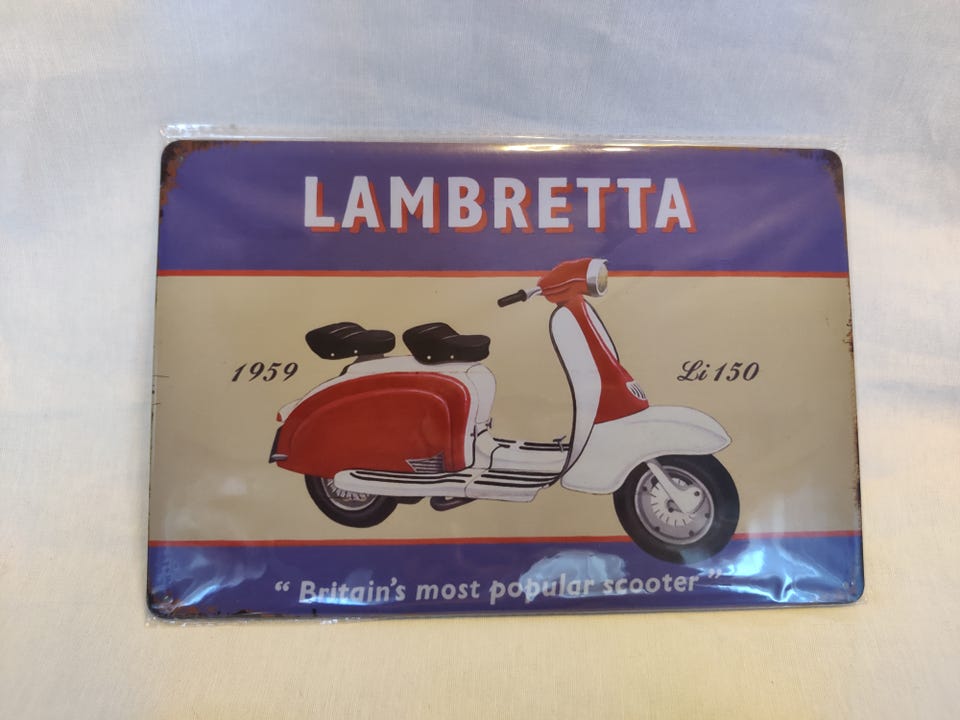 LAMBRETTA
1959
Li 150
“ Britain's most popular scooter ”